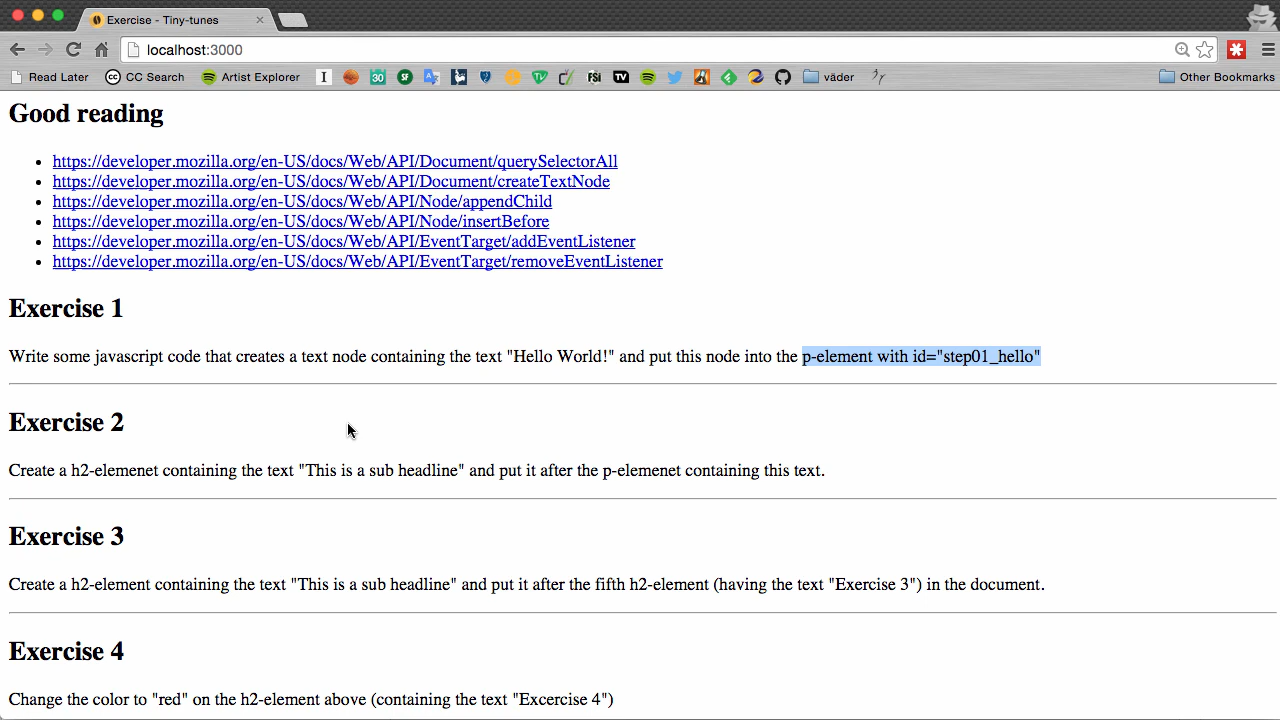 Exercise - Tiny-tunes
localhost:3000
Read Later CC Search Artist Explorer väder Other Bookmarks
Good reading
https://developer.mozilla.org/en-US/docs/Web/API/Document/querySelectorAll
https://developer.mozilla.org/en-US/docs/Web/API/Document/createTextNode
https://developer.mozilla.org/en-US/docs/Web/API/Node/appendChild
https://developer.mozilla.org/en-US/docs/Web/API/Node/insertBefore
https://developer.mozilla.org/en-US/docs/Web/API/EventTarget/addEventListener
https://developer.mozilla.org/en-US/docs/Web/API/EventTarget/removeEventListener
Exercise 1
Write some javascript code that creates a text node containing the text "Hello World!" and put this node into the p-element with id="step01_hello"
Exercise 2
Create a h2-elemenet containing the text "This is a sub headline" and put it after the p-elemenet containing this text.
Exercise 3
Create a h2-element containing the text "This is a sub headline" and put it after the fifth h2-element (having the text "Exercise 3") in the document.
Exercise 4
Change the color to "red" on the h2-element above (containing the text "Excercise 4")